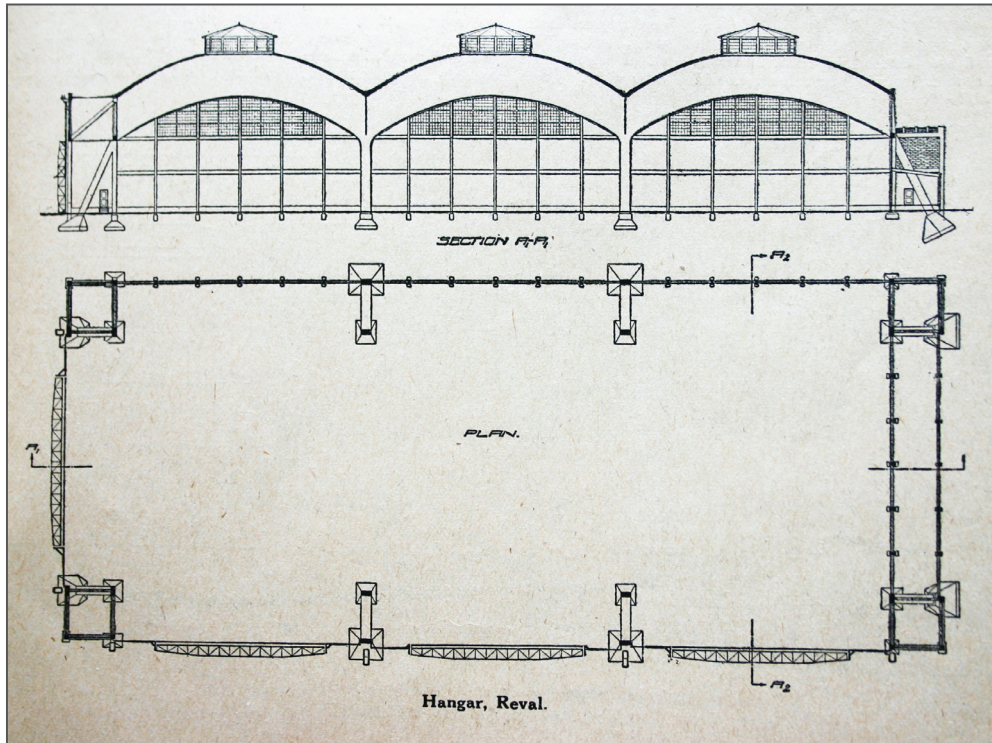 SECTION A₁-A₁
A₂
A₁
PLAN.
A₂
Hangar, Reval.